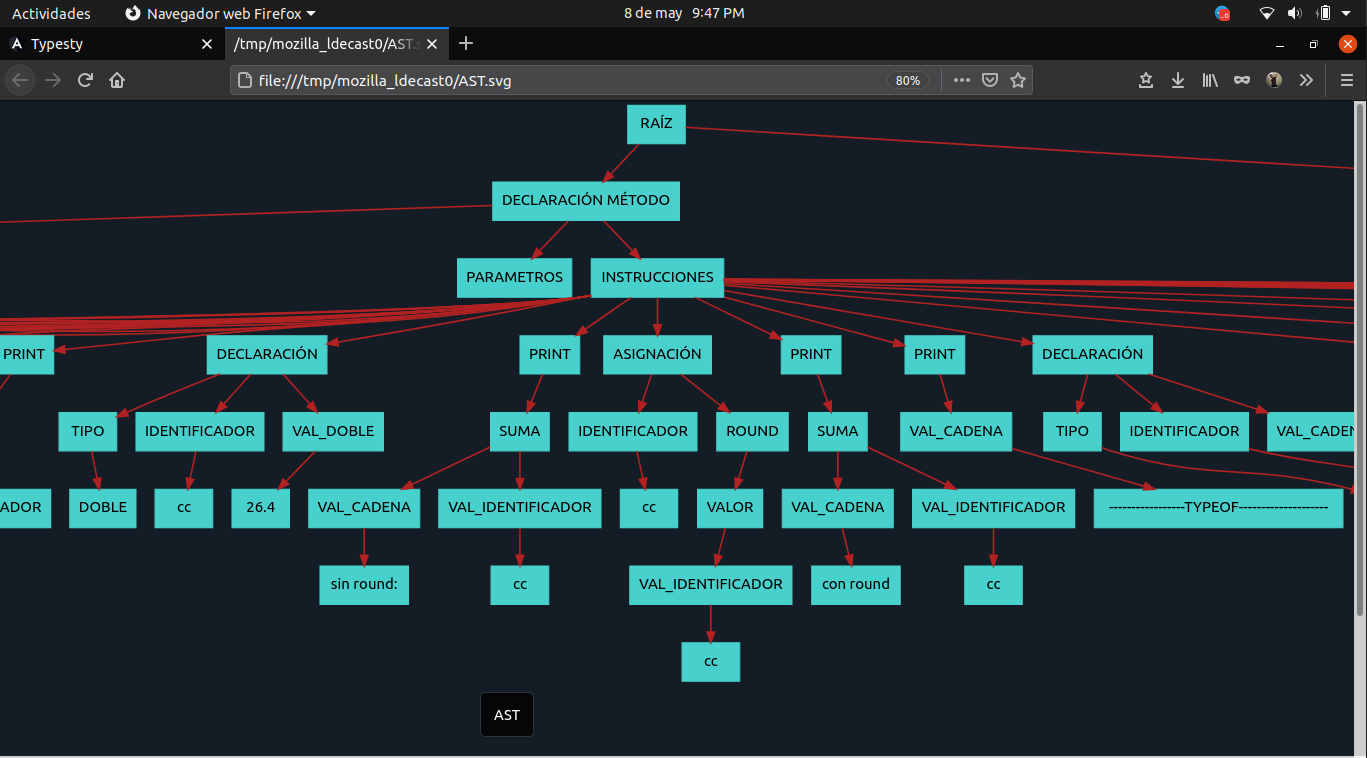 Actividades
Navegador web Firefox
8 de may 9:47 PM
Typesty
/tmp/mozilla_ldecast0/AST.s
file:///tmp/mozilla_ldecast0/AST.svg
80%
RAÍZ
DECLARACIÓN MÉTODO
PARAMETROS
INSTRUCCIONES
PRINT
DECLARACIÓN
PRINT
ASIGNACIÓN
PRINT
PRINT
DECLARACIÓN
TIPO
IDENTIFICADOR
VAL_DOBLE
SUMA
IDENTIFICADOR
ROUND
SUMA
VAL_CADENA
TIPO
IDENTIFICADOR
VAL_CADEN
ADOR
DOBLE
cc
26.4
VAL_CADENA
VAL_IDENTIFICADOR
cc
VALOR
VAL_CADENA
VAL_IDENTIFICADOR
-----------------TYPEOF--------------------
sin round:
cc
VAL_IDENTIFICADOR
con round
cc
cc
AST